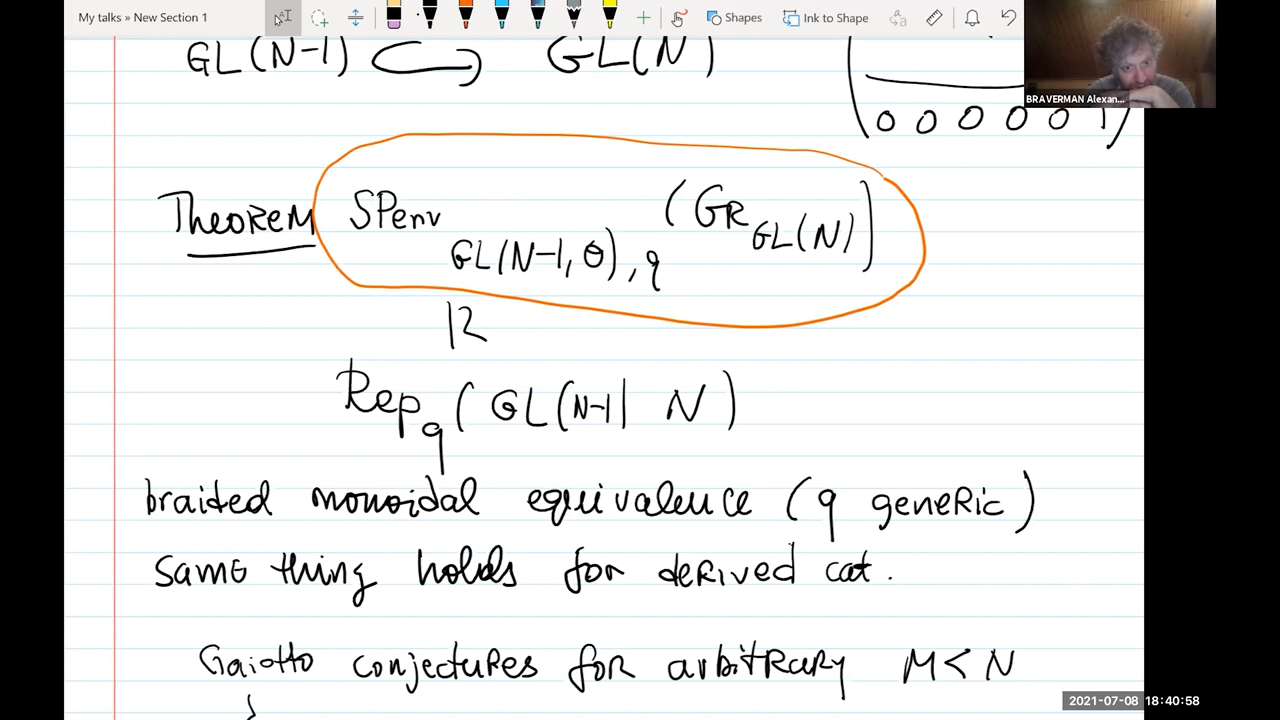 My talks » New Section 1
Shapes
Ink to Shape
GL(N-1) ↪ GL(N)
0 0 0 0 0 1
BRAVERMAN Alexan...
Theorem SPerv GL(N-1, O), q (GR GL(N))
Rep q (GL(N-1| N)
braided monoidal equivalence (q generic)
same thing holds for derived cat.
Gaiotto conjectures for arbitrary M < N
2021-07-08 18:40:58